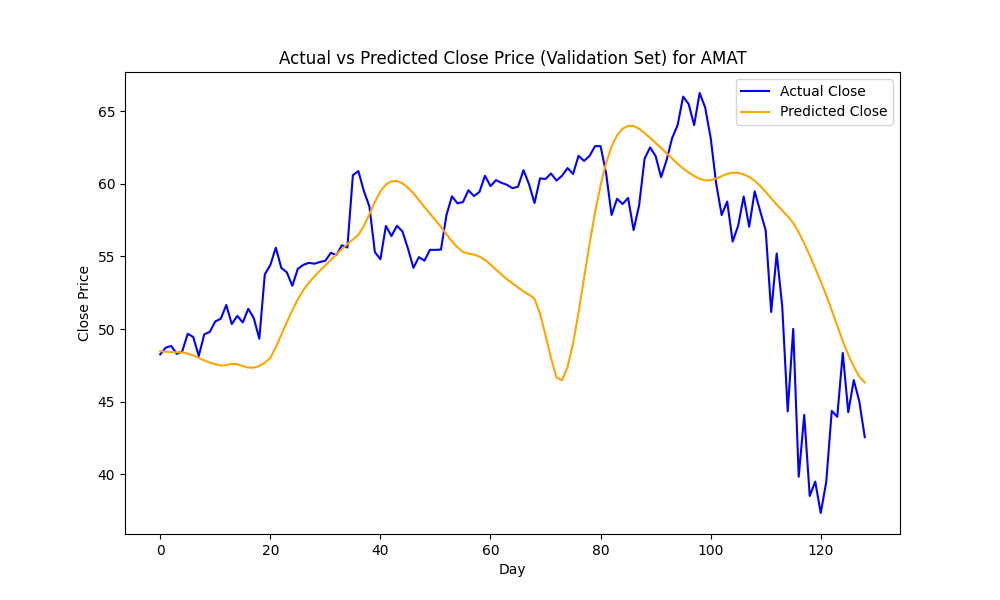 Actual vs Predicted Close Price (Validation Set) for AMAT
Actual Close
Predicted Close
Close Price
65
60
55
50
45
40
0 20 40 60 80 100 120
Day